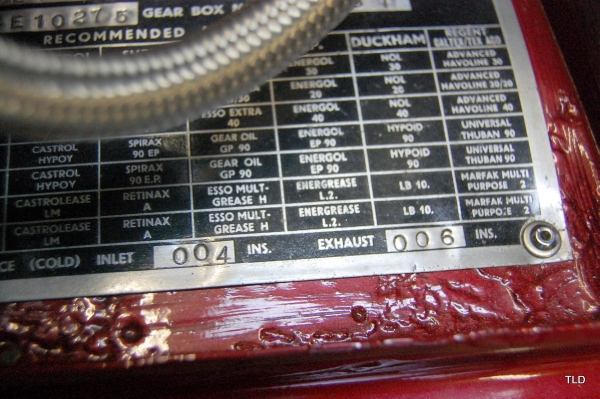 E10275 GEAR BOX N
RECOMMENDED
DUCKHAM REGENT
ENERGOL 30 NOL 30 ADVANCED HAVOLINE 30
ENERGOL 20 NOL 20 ADVANCED HAVOLINE 20/20
ESSO EXTRA 40 ENERGOL 40 NOL 40 ADVANCED HAVOLINE 40
CASTROL HYPOY SPIRAX 90 EP GEAR OIL GP 90 ENERGOL EP 90 HYPOID 90 UNIVERSAL THUBAN 90
CASTROL HYPOY SPIRAX 90 E.P. GEAR OIL GP 90 ENERGOL EP 90 HYPOID 90 UNIVERSAL THUBAN 90
CASTROLEASE LM RETINAX A ESSO MULT- GREASE H ENERGREASE L.2. LB 10. MARFAK MULTI PURPOSE 2
CASTROLEASE LM RETINAX A ESSO MULT- GREASE H ENERGREASE L.2. LB 10. MARFAK MULTI PURPOSE 2
CE (COLD) INLET 004 INS. EXHAUST 006 INS.
TLD